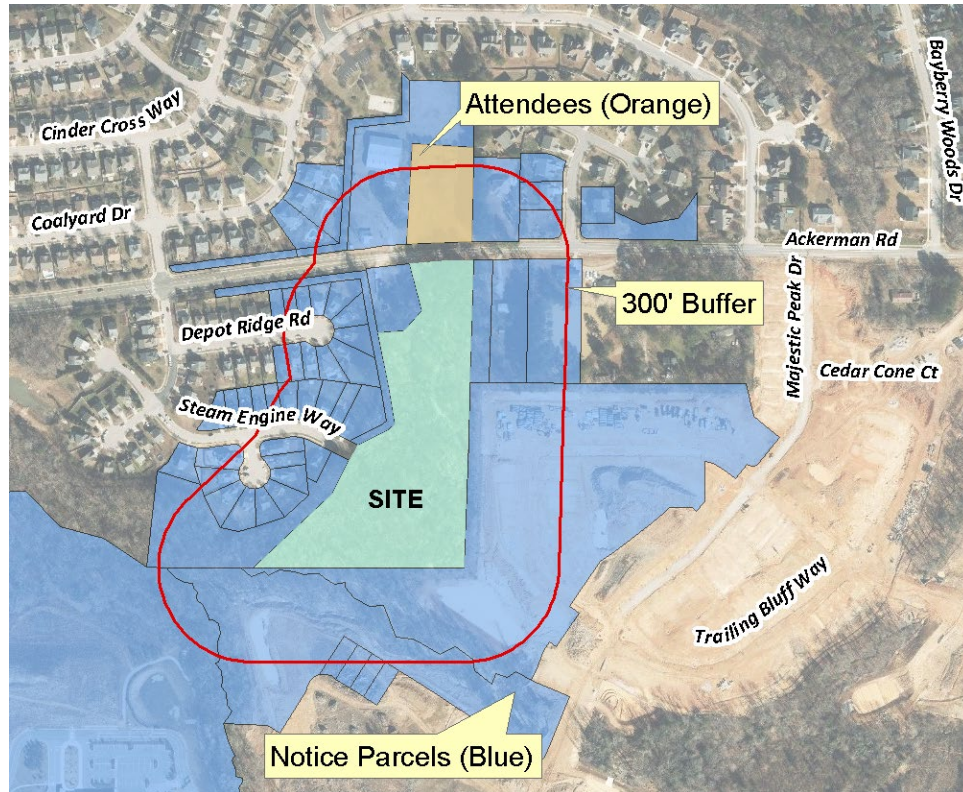 Bayberry Woods Dr
Attendees (Orange)
Cinder Cross Way
Coalyard Dr
Ackerman Rd
Majestic Peak Dr
300' Buffer
Depot Ridge Rd
Cedar Cone Ct
Steam Engine Way
SITE
Trailing Bluff Way
Notice Parcels (Blue)